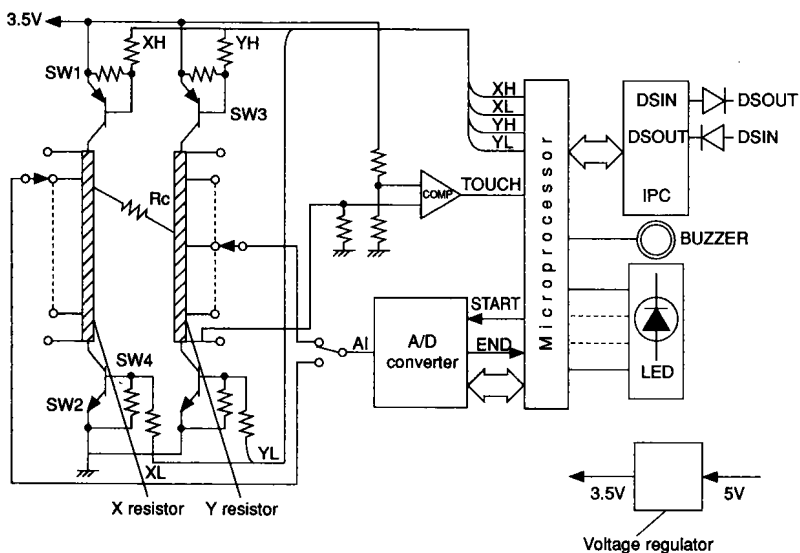 3.5V
XH
YH
SW1
SW3
XH
XL
YH
YL
DSIN
DSOUT
DSOUT
DSIN
IPC
Microprocessor
Rc
COMP
TOUCH
BUZZER
START
AI
A/D
converter
END
LED
SW4
SW2
XL
YL
X resistor
Y resistor
3.5V
5V
Voltage regulator